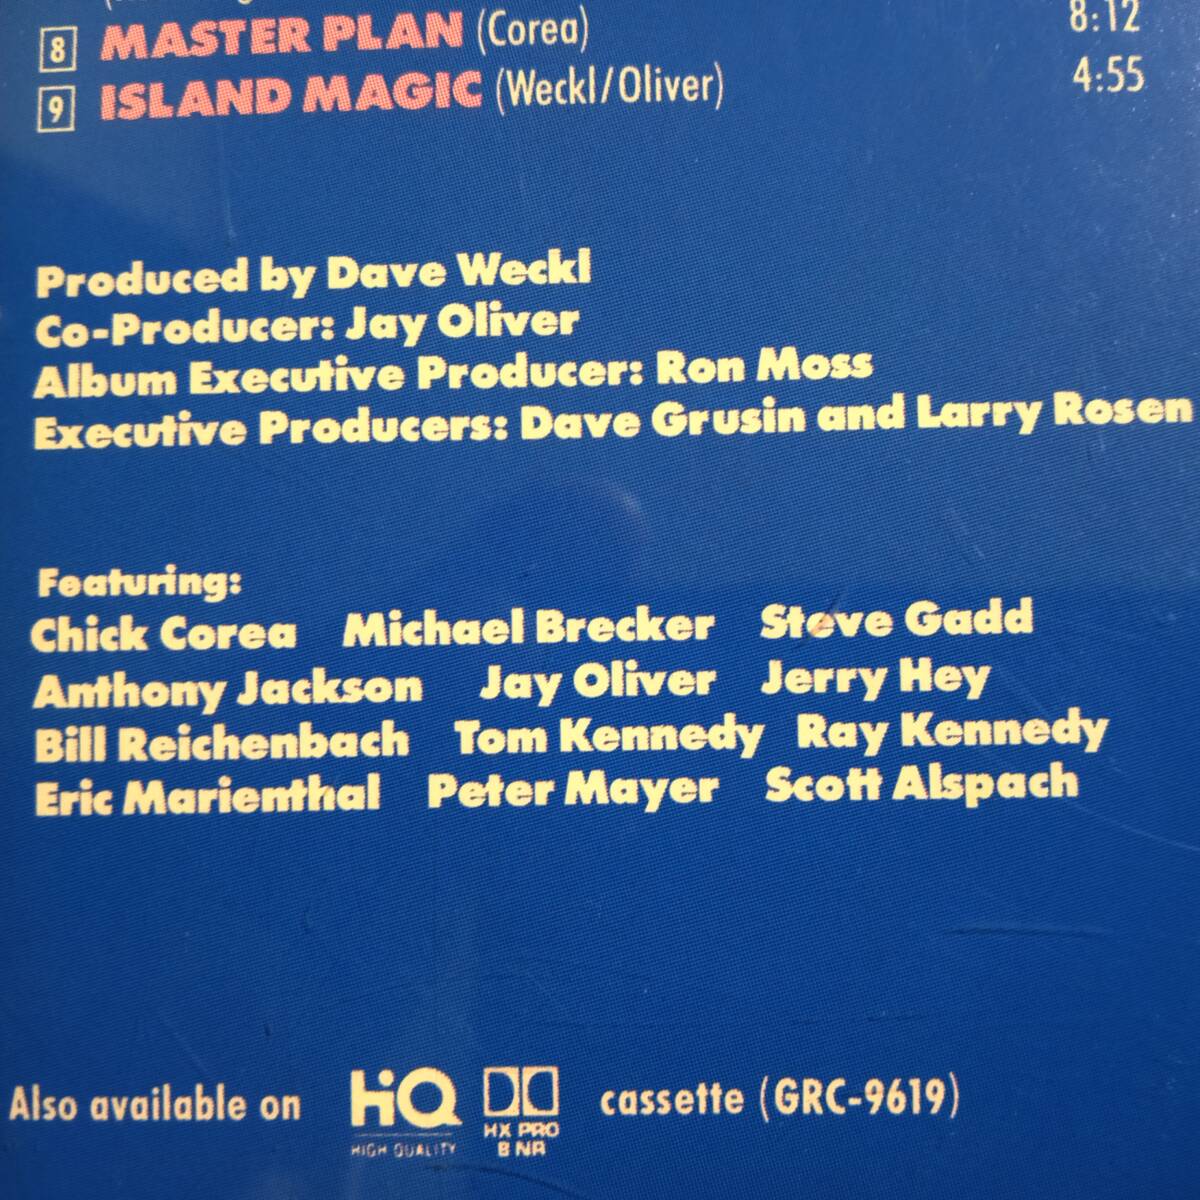 8 MASTER PLAN (Corea) 8:12
9 ISLAND MAGIC (Weckl/Oliver) 4:55
Produced by Dave Weckl
Co-Producer: Jay Oliver
Album Executive Producer: Ron Moss
Executive Producers: Dave Grusin and Larry Rosen
Featuring:
Chick Corea Michael Brecker Steve Gadd
Anthony Jackson Jay Oliver Jerry Hey
Bill Reichenbach Tom Kennedy Ray Kennedy
Eric Marienthal Peter Mayer Scott Alspach
Also available on HiQ HIGH QUALITY HX PRO B NR cassette (GRC-9619)